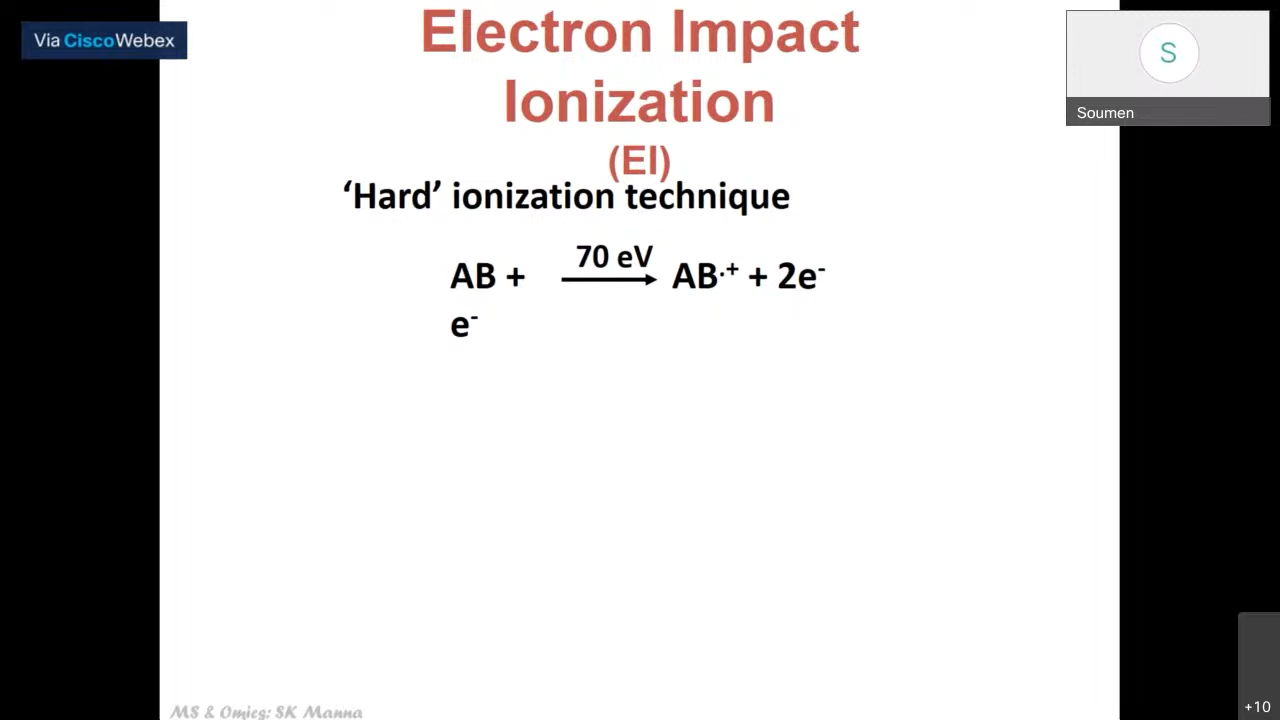 Via CiscoWebex
Electron Impact
Ionization
(EI)
‘Hard’ ionization technique
70 eV
AB + AB·+ + 2e-
e-
S
Soumen
MS & Omics: SK Manna
+10